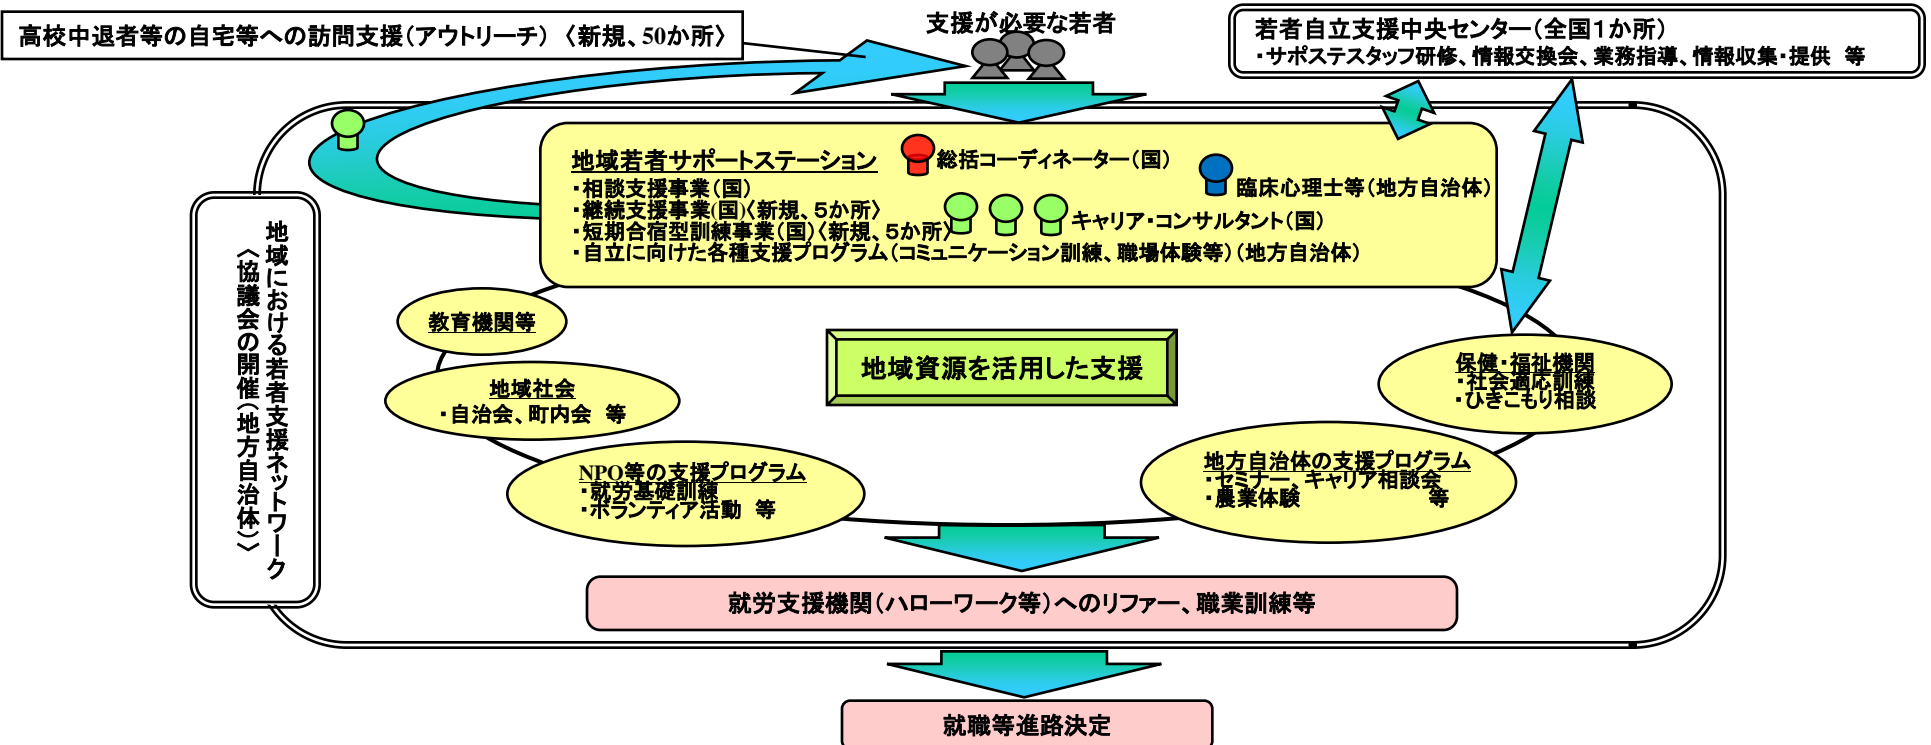 支援が必要な若者
高校中退者等の自宅等への訪問支援（アウトリーチ）〈新規、50か所〉
若者自立支援中央センター（全国１か所）
・サポステスタッフ研修、情報交換会、業務指導、情報収集・提供 等
地域若者サポートステーション
・相談支援事業（国）
・継続支援事業(国)〈新規、５か所〉
・短期合宿型訓練事業（国）〈新規、５か所〉
・自立に向けた各種支援プログラム（コミュニケーション訓練、職場体験等）（地方自治体）
総括コーディネーター（国）
臨床心理士等（地方自治体）
キャリア・コンサルタント（国）
地域における若者支援ネットワーク
〈協議会の開催（地方自治体）〉
教育機関等
地域社会
・自治会、町内会 等
NPO等の支援プログラム
・就労基礎訓練
・ボランティア活動 等
地域資源を活用した支援
保健・福祉機関
・社会適応訓練
・ひきこもり相談
地方自治体の支援プログラム
・セミナー、キャリア相談会
・農業体験 等
就労支援機関（ハローワーク等）へのリファー、職業訓練等
就職等進路決定